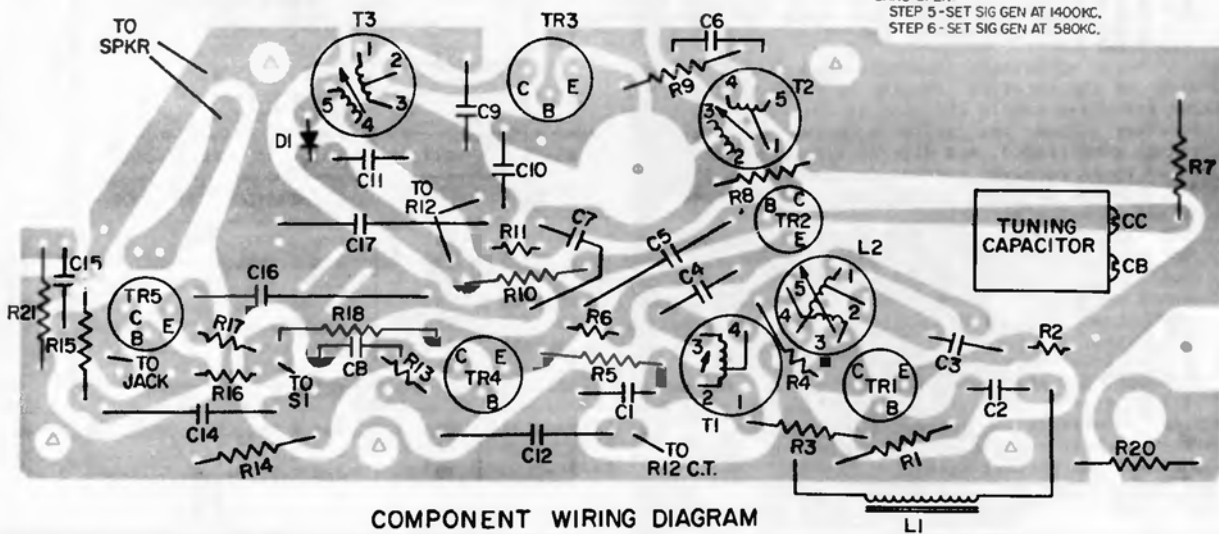 STEP 5-SET SIG GEN AT 1400KC.
STEP 6-SET SIG GEN AT 580KC.
TO SPKR
T3
1
2
3
4
5
TR3
C
B
E
C6
R9
T2
4
5
3
2
1
D1
C9
C11
C10
TO R12
R8
R7
B
C
TR2
E
TUNING CAPACITOR
CC
CB
C17
R11
C7
C5
L2
C4
R10
1
5
2
4
3
R21
C15
R15
TR5
C
B
E
C16
R17
R18
R6
4
3
C3
R2
TO JACK
R16
TO S1
C8
R13
C
E
TR4
B
R5
C1
2
1
T1
R4
C
E
TR1
B
C2
C14
R14
C12
TO R12 C.T.
R3
R1
R20
L1
COMPONENT WIRING DIAGRAM